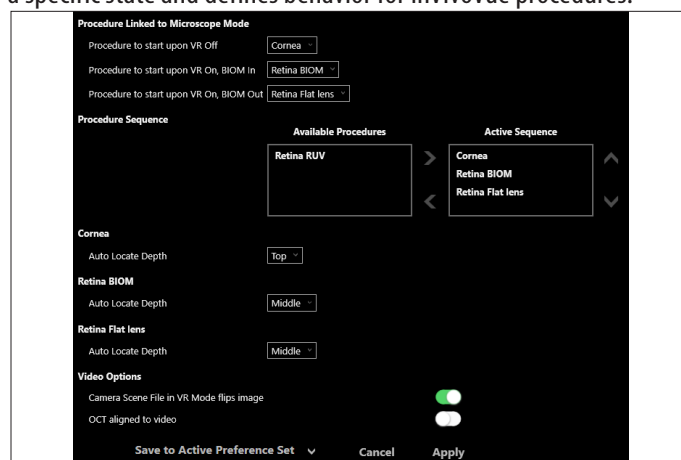 a specific state and defines behavior for InVivoVue procedures.
Procedure Linked to Microscope Mode
Procedure to start upon VR Off Cornea
Procedure to start upon VR On, BIOM In Retina BIOM
Procedure to start upon VR On, BIOM Out Retina Flat lens
Procedure Sequence
Available Procedures Active Sequence
Retina RUV Cornea
Retina BIOM
Retina Flat lens
Cornea
Auto Locate Depth Top
Retina BIOM
Auto Locate Depth Middle
Retina Flat lens
Auto Locate Depth Middle
Video Options
Camera Scene File in VR Mode flips image
OCT aligned to video
Save to Active Preference Set Cancel Apply